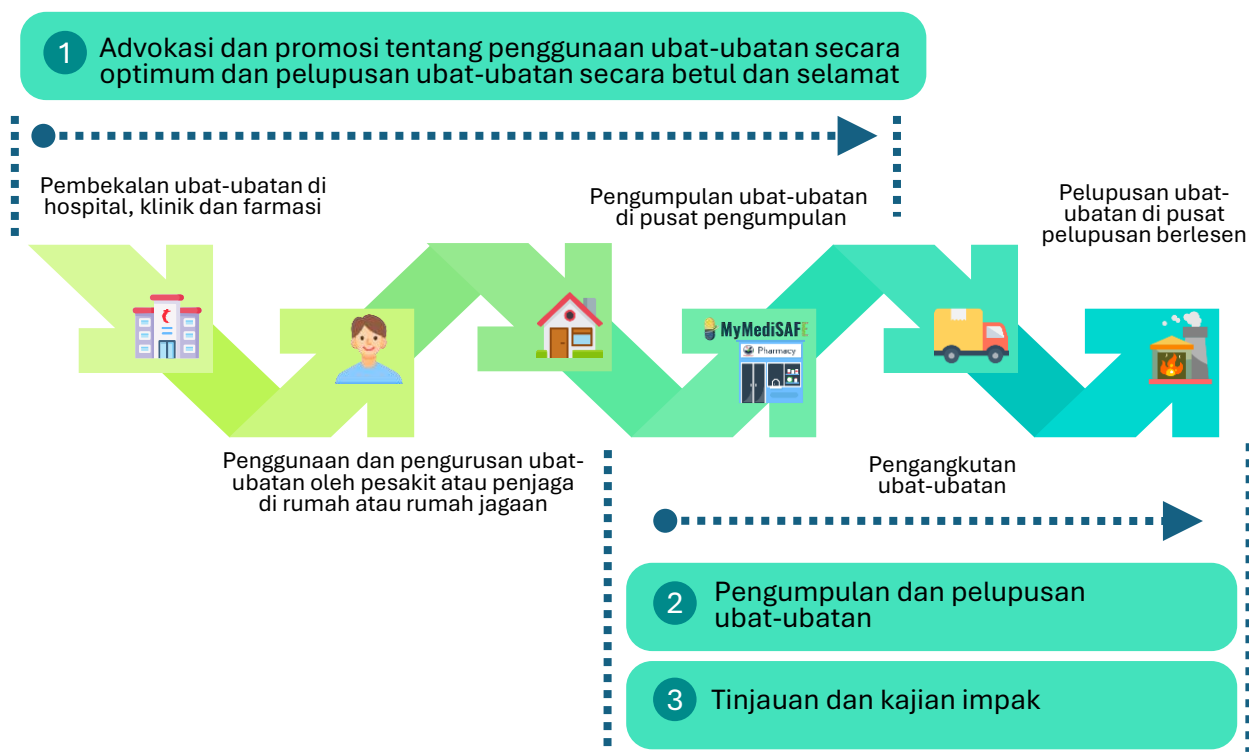 1
Advokasi dan promosi tentang penggunaan ubat-ubatan secara
optimum dan pelupusan ubat-ubatan secara betul dan selamat
Pembekalan ubat-ubatan di
hospital, klinik dan farmasi
Pengumpulan ubat-ubatan
di pusat pengumpulan
Pelupusan ubat-
ubatan di pusat
pelupusan berlesen
MyMediSAFE
Pharmacy
Penggunaan dan pengurusan ubat-
ubatan oleh pesakit atau penjaga
di rumah atau rumah jagaan
Pengangkutan
ubat-ubatan
2
Pengumpulan dan pelupusan
ubat-ubatan
3
Tinjauan dan kajian impak